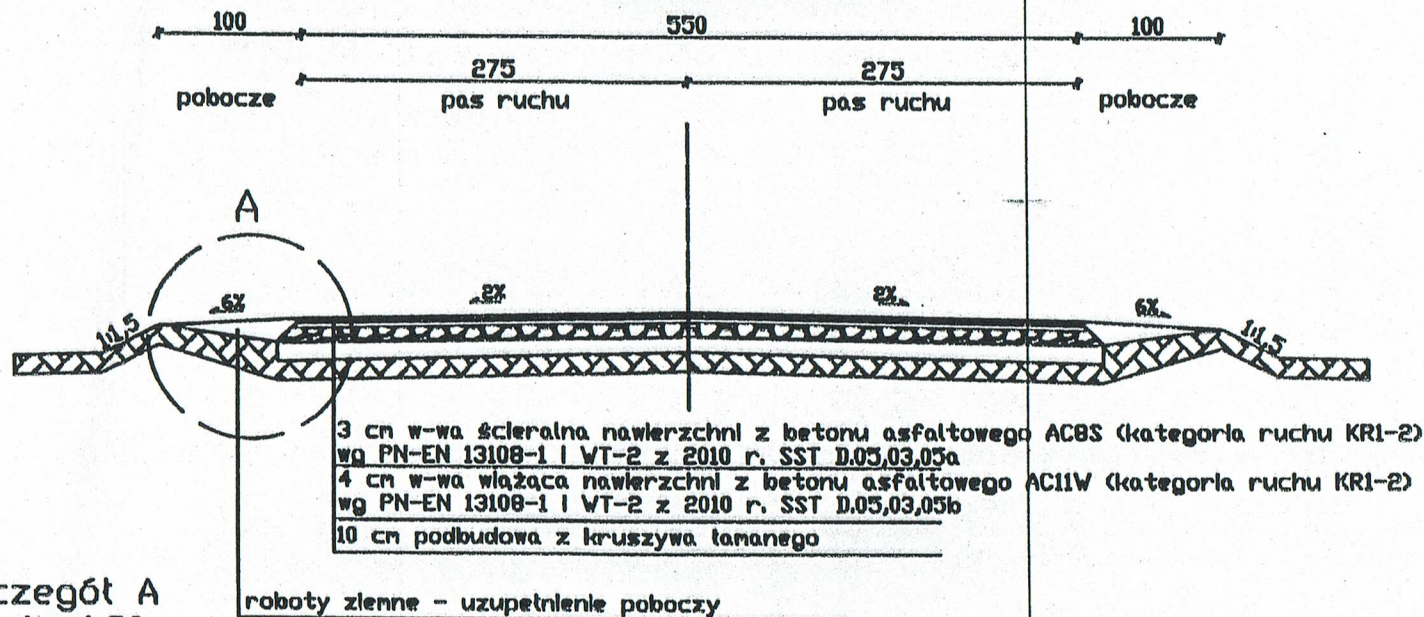 100 550 100
275 275
pobocze pas ruchu pas ruchu pobocze
A
6% 2% 2% 6%
1:1,5 1:1,5
3 cm w-wa ścieralna nawierzchni z betonu asfaltowego AC8S (kategoria ruchu KR1-2)
wg PN-EN 13108-1 i WT-2 z 2010 r. SST D.05,03,05a
4 cm w-wa wiążąca nawierzchni z betonu asfaltowego AC11W (kategoria ruchu KR1-2)
wg PN-EN 13108-1 i WT-2 z 2010 r. SST D.05,03,05b
10 cm podbudowa z kruszywa łamanego
czegół A
roboty ziemne - uzupełnienie poboczy